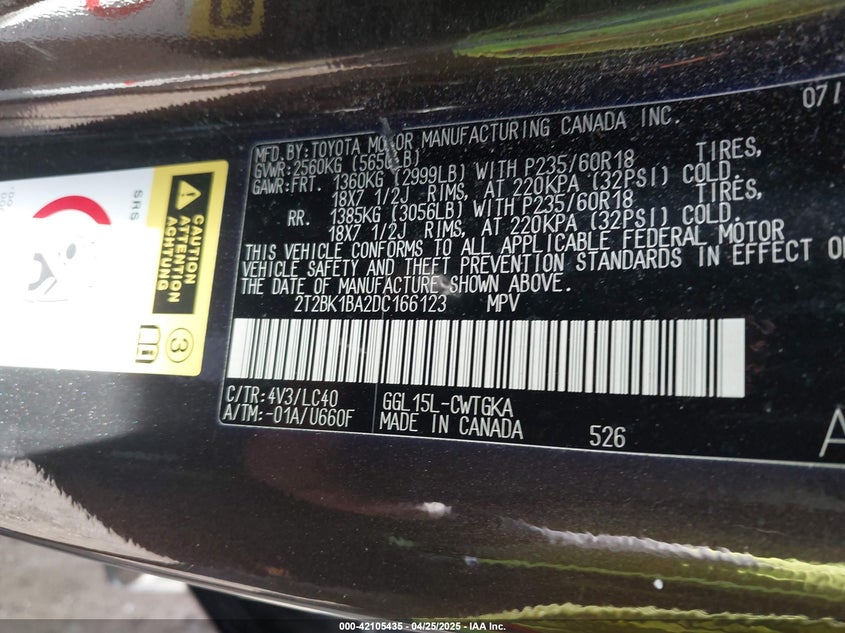 07/
MFD.BY: TOYOTA MOTOR MANUFACTURING CANADA INC.
GVWR: 2560KG (5650LB)
GAWR: FRT. 1360KG (2999LB) WITH P235/60R18 TIRES,
18X7 1/2J RIMS, AT 220KPA (32PSI) COLD.
RR. 1385KG (3056LB) WITH P235/60R18 TIRES,
18X7 1/2J RIMS, AT 220KPA (32PSI) COLD.
THIS VEHICLE CONFORMS TO ALL APPLICABLE FEDERAL MOTOR
VEHICLE SAFETY AND THEFT PREVENTION STANDARDS IN EFFECT
THE DATE OF MANUFACTURE SHOWN ABOVE.
2T2BK1BA2DC166123 MPV
C/TR: 4V3/LC40 GGL15L-CWTGKA
A/TM: -01A/U660F MADE IN CANADA 526
A
SRS
CAUTION
ATTENTION
ACHTUNG
3
000-42105435 - 04/25/2025 - IAA Inc.